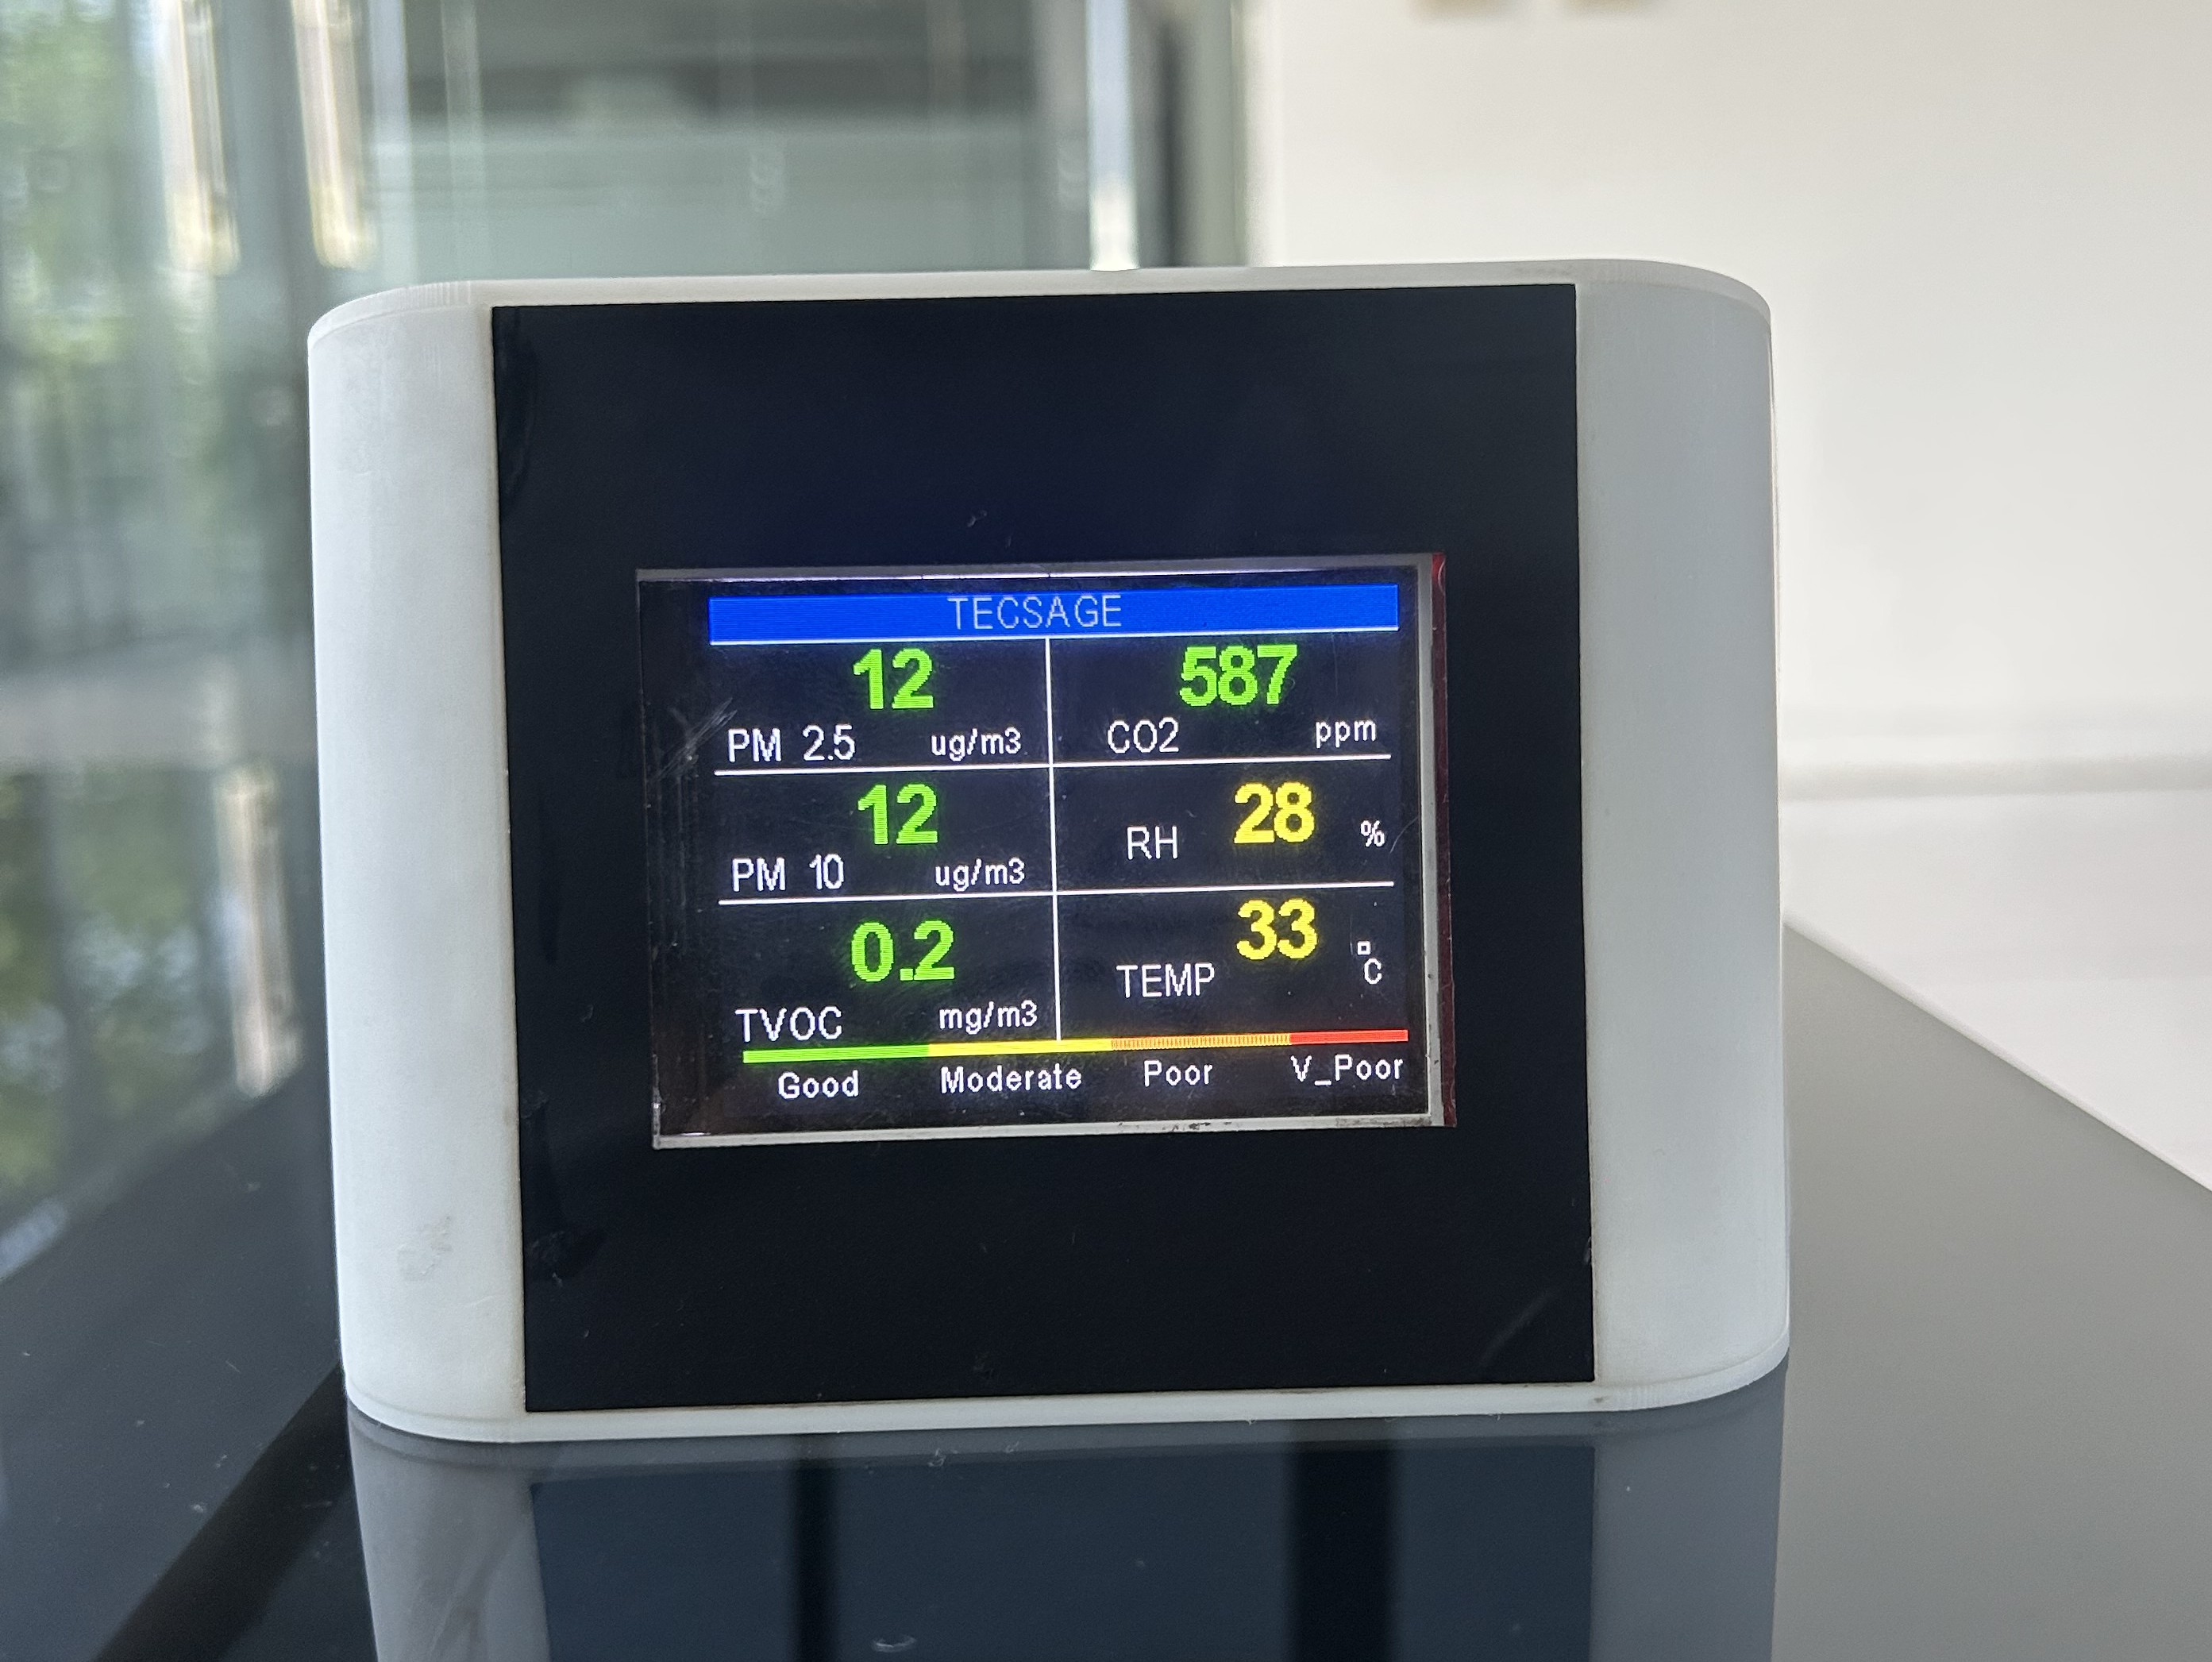 TECSAGE
12
PM 2.5 ug/m3
587
CO2 ppm
12
PM 10 ug/m3
RH 28 %
0.2
TVOC mg/m3
33
TEMP °C
Good Moderate Poor V_Poor